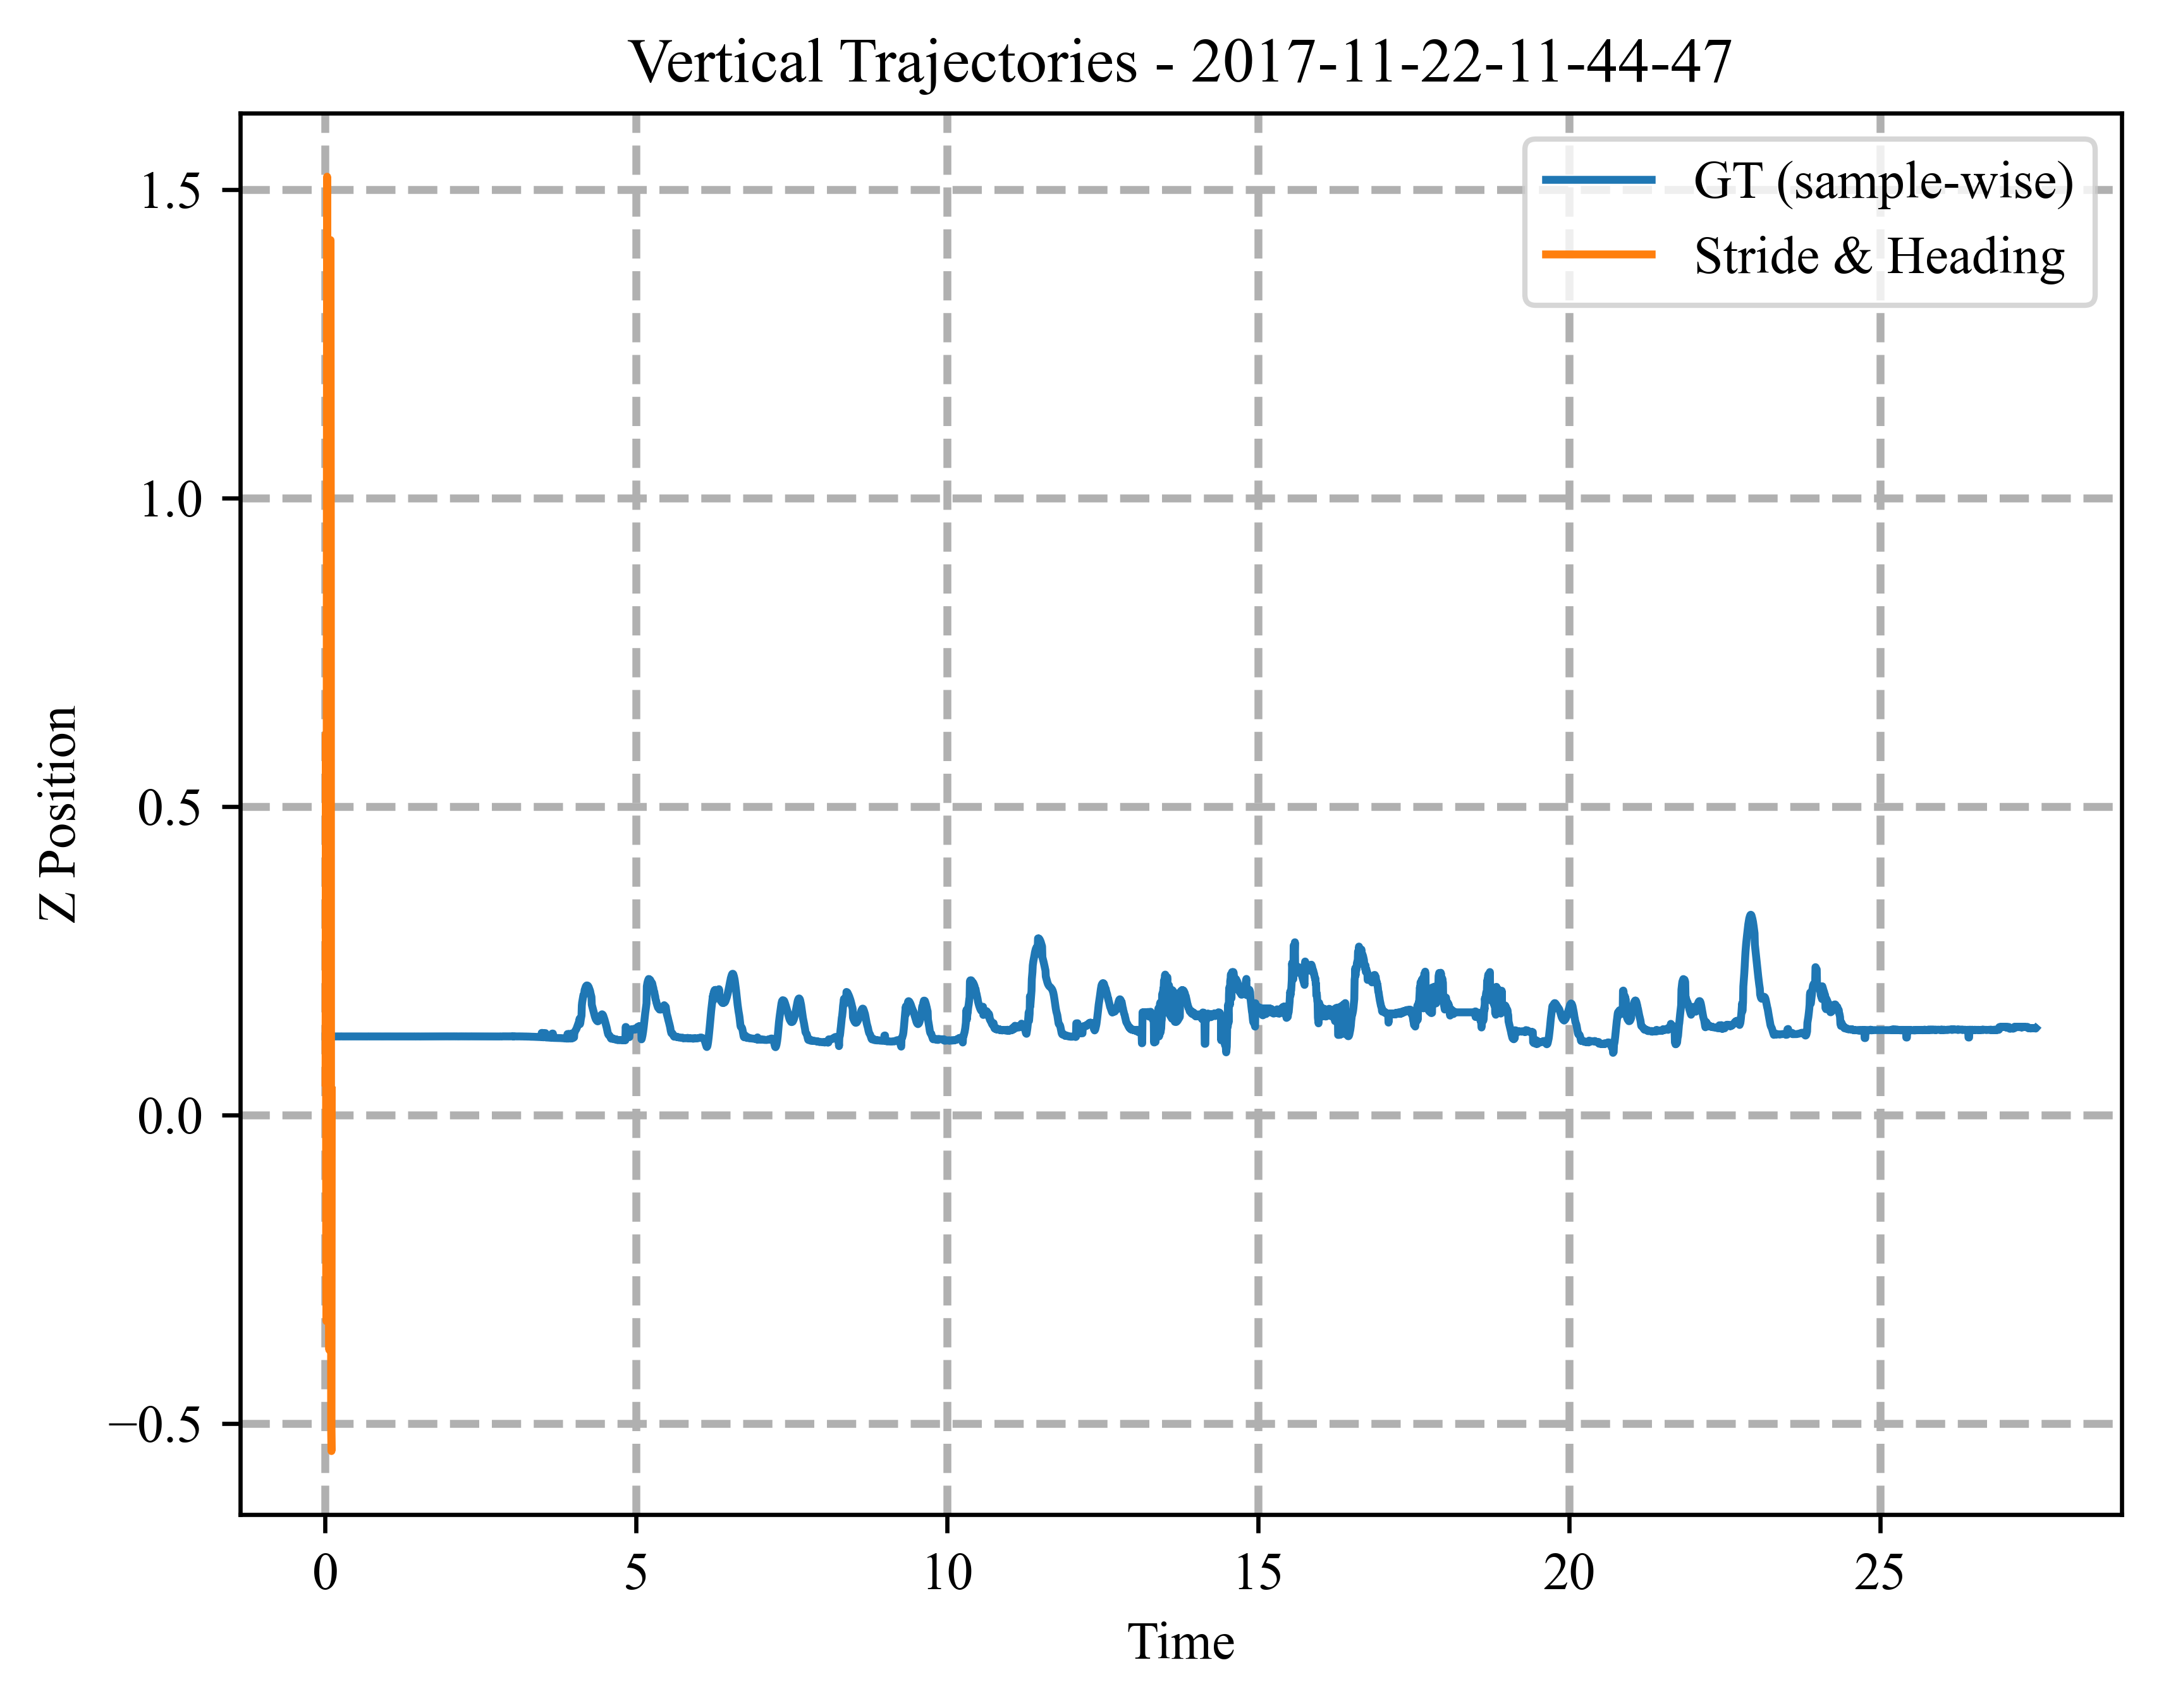 Vertical Trajectories - 2017-11-22-11-44-47
GT (sample-wise)
Stride & Heading
1.5
1.0
0.5
0.0
−0.5
Z Position
0 5 10 15 20 25
Time